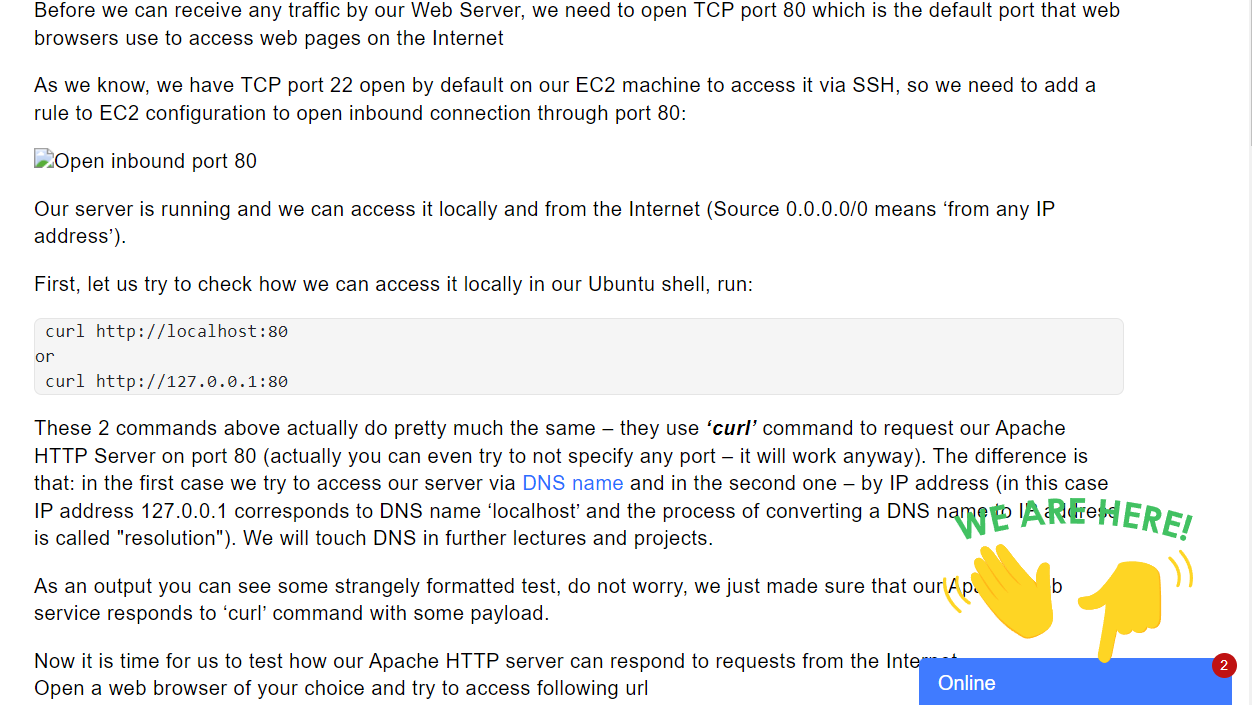 Before we can receive any traffic by our Web Server, we need to open TCP port 80 which is the default port that web
browsers use to access web pages on the Internet
As we know, we have TCP port 22 open by default on our EC2 machine to access it via SSH, so we need to add a
rule to EC2 configuration to open inbound connection through port 80:
Open inbound port 80
Our server is running and we can access it locally and from the Internet (Source 0.0.0.0/0 means ‘from any IP
address’).
First, let us try to check how we can access it locally in our Ubuntu shell, run:
curl http://localhost:80
or
curl http://127.0.0.1:80
These 2 commands above actually do pretty much the same – they use ‘curl’ command to request our Apache
HTTP Server on port 80 (actually you can even try to not specify any port – it will work anyway). The difference is
that: in the first case we try to access our server via DNS name and in the second one – by IP address (in this case
IP address 127.0.0.1 corresponds to DNS name ‘localhost’ and the process of converting a DNS name to IP address
is called "resolution"). We will touch DNS in further lectures and projects.
As an output you can see some strangely formatted test, do not worry, we just made sure that our
service responds to ‘curl’ command with some payload.
Now it is time for us to test how our Apache HTTP server can respond to requests from the Internet
Open a web browser of your choice and try to access following url
WE ARE HERE!
2
Online